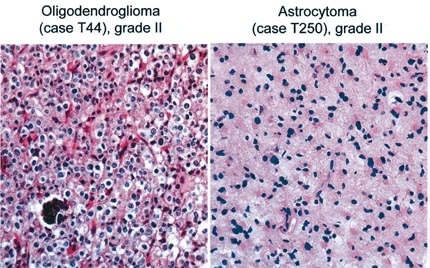 Oligodendroglioma
(case T44), grade II
Astrocytoma
(case T250), grade II